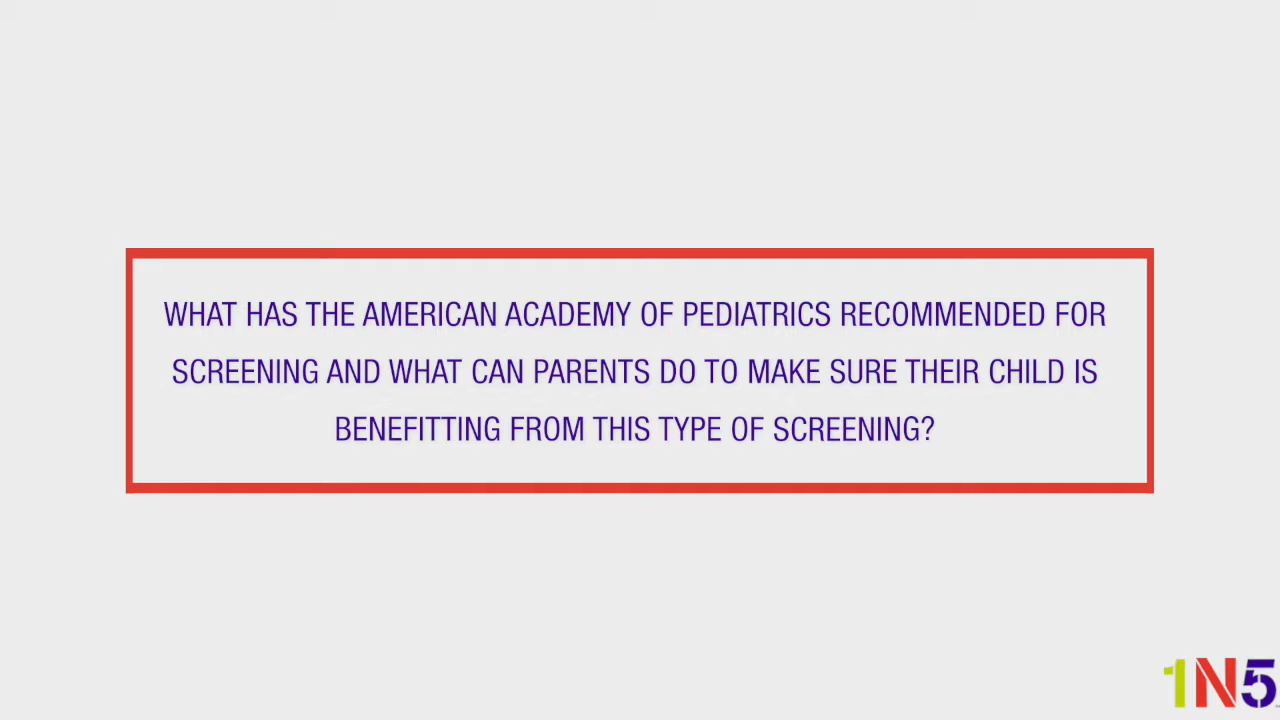 WHAT HAS THE AMERICAN ACADEMY OF PEDIATRICS RECOMMENDED FOR
SCREENING AND WHAT CAN PARENTS DO TO MAKE SURE THEIR CHILD IS
BENEFITTING FROM THIS TYPE OF SCREENING?
1N5